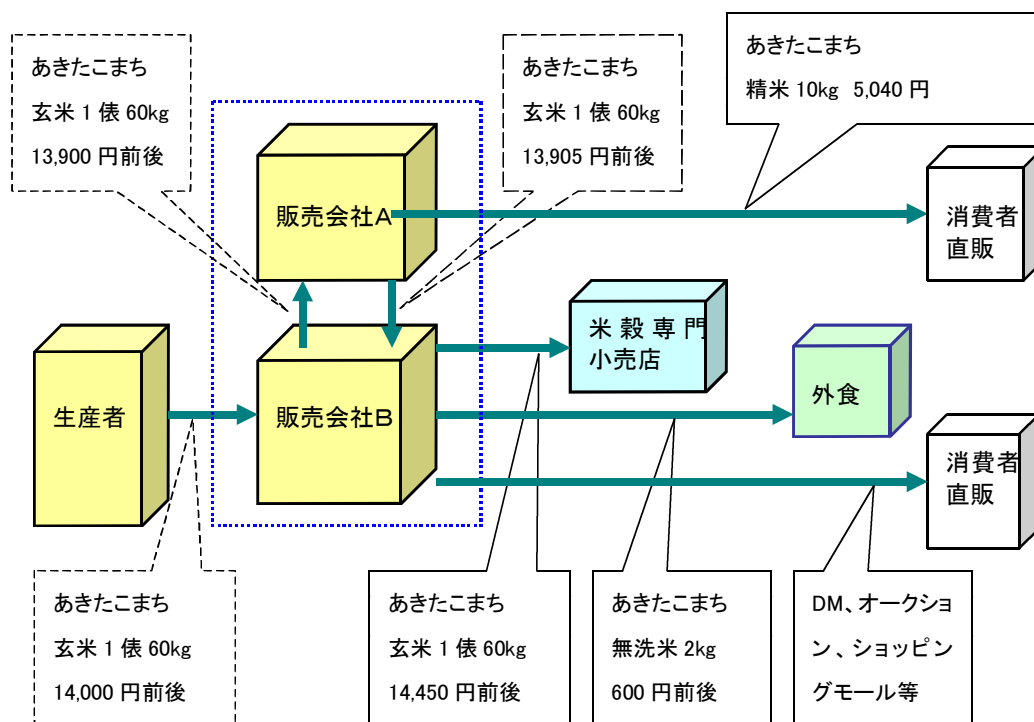 あきたこまち
玄米 1 俵 60kg
13,900 円前後
あきたこまち
玄米 1 俵 60kg
13,905 円前後
あきたこまち
精米 10kg 5,040 円
販売会社A
消費者
直販
米穀専門
小売店
生産者
販売会社B
外食
消費者
直販
あきたこまち
玄米 1 俵 60kg
14,000 円前後
あきたこまち
玄米 1 俵 60kg
14,450 円前後
あきたこまち
無洗米 2kg
600 円前後
DM、オークショ
ン、ショッピン
グモール等